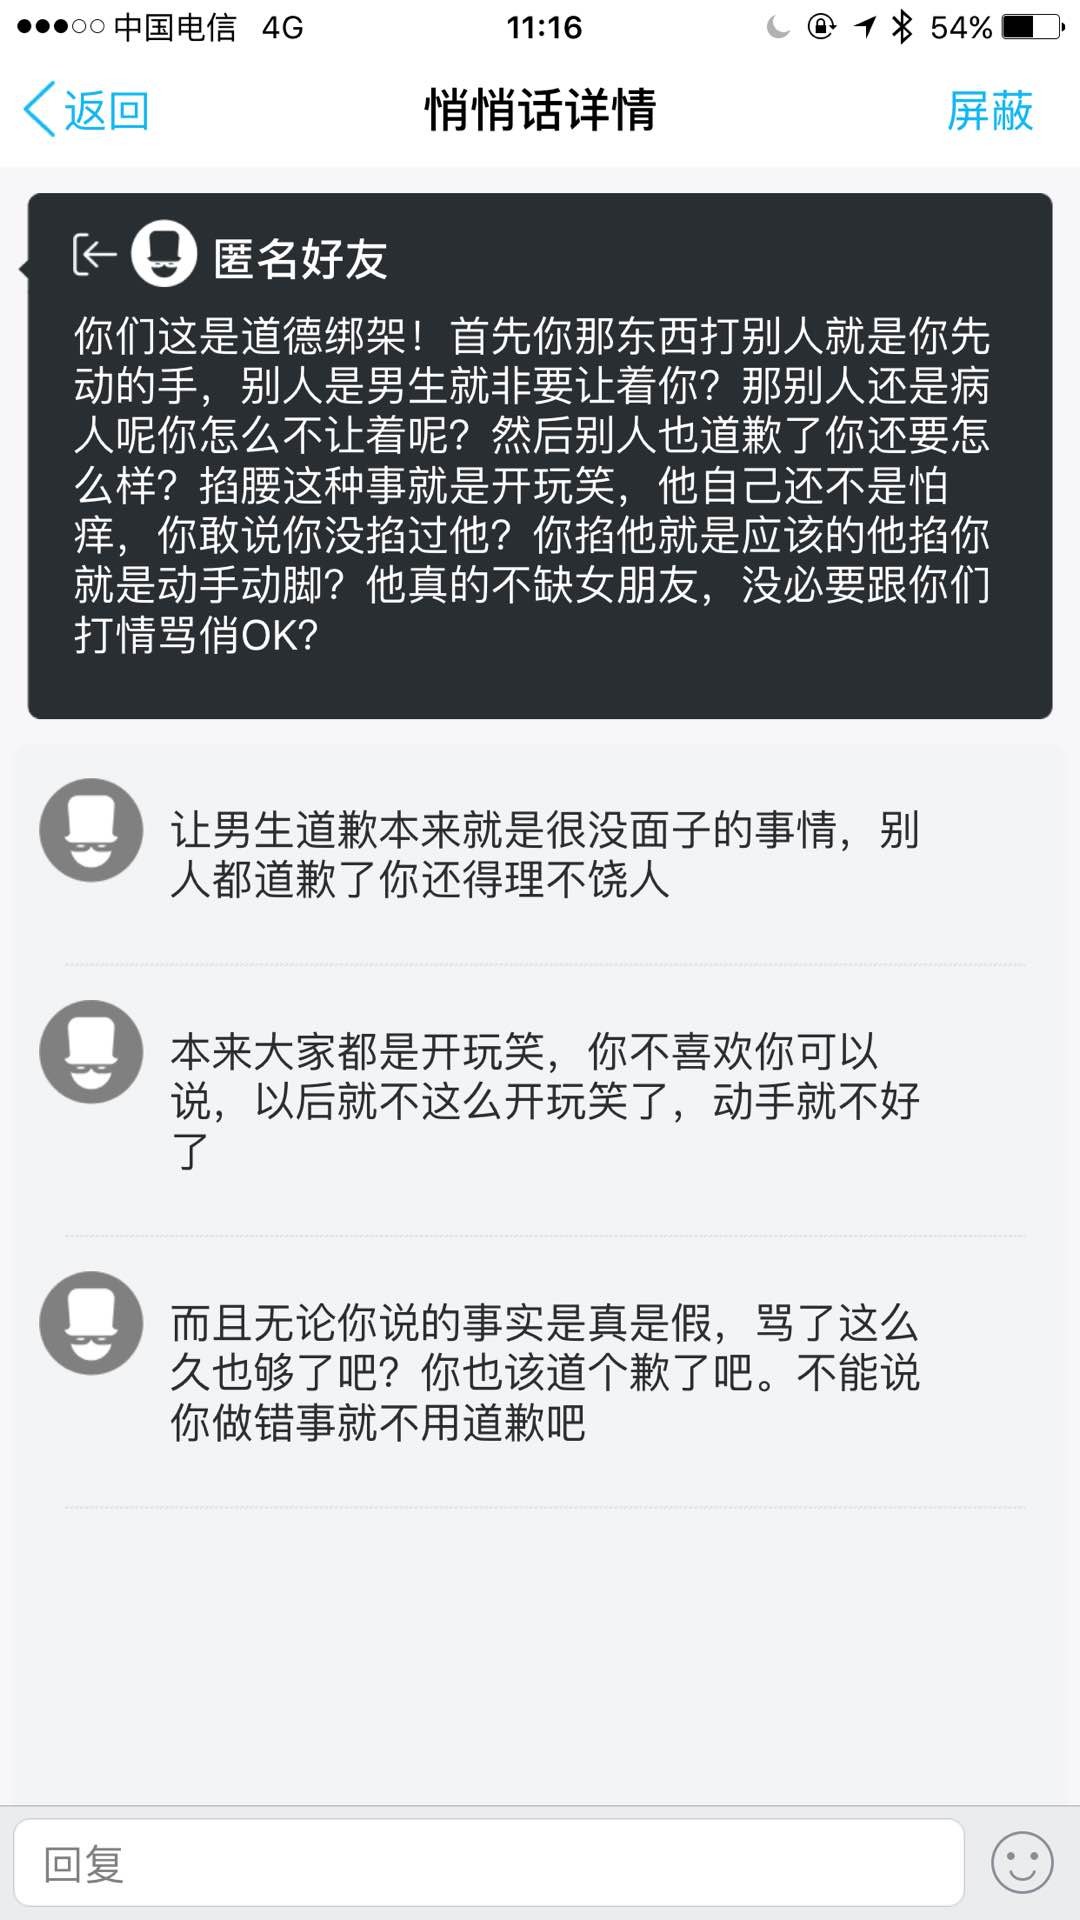 中国电信 4G 11:16 54%
返回 悄悄话详情 屏蔽
匿名好友
你们这是道德绑架！首先你那东西打别人就是你先
动的手，别人是男生就非要让着你？那别人还是病
人呢你怎么不让着呢？然后别人也道歉了你还要怎
么样？掐腰这种事就是开玩笑，他自己还不是怕
痒，你敢说你没掐过他？你掐他就是应该的他掐你
就是动手动脚？他真的不缺女朋友，没必要跟你们
打情骂俏OK?
让男生道歉本来就是很没面子的事情，别
人都道歉了你还得理不饶人
本来大家都是开玩笑，你不喜欢你可以
说，以后就不这么开玩笑了，动手就不好
了
而且无论你说的事实是真是假，骂了这么
久也够了吧？你也该道个歉了吧。不能说
你做错事就不用道歉吧
回复